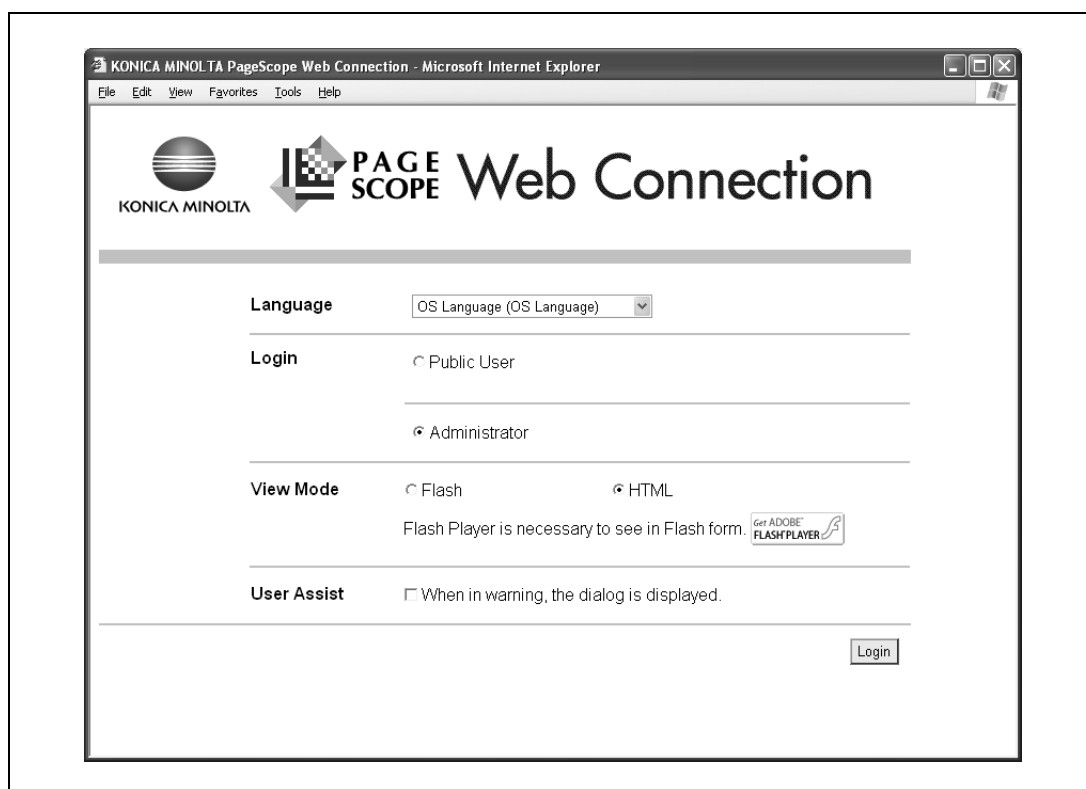 KONICA MINOLTA PageScope Web Connection - Microsoft Internet Explorer
File Edit View Favorites Tools Help
KONICA MINOLTA
PAGE SCOPE Web Connection
Language OS Language (OS Language)
Login Public User
Administrator
View Mode Flash HTML
Flash Player is necessary to see in Flash form. Get ADOBE® FLASH® PLAYER
User Assist When in warning, the dialog is displayed.
Login